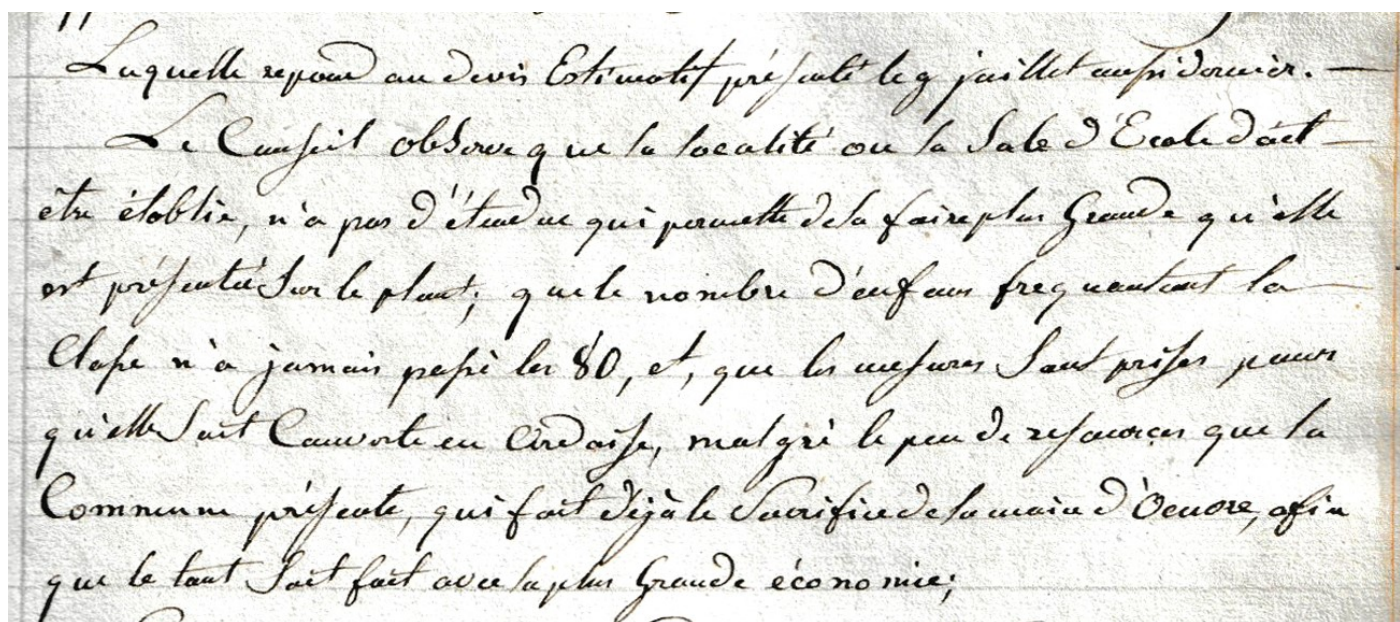 Laquelle repond au devis Estimatif présenté le 9 juillet aussi dernier. —
Le Conseil observe que la localité ou la Sale d'Ecole doit —
être établie, n'a pas d'étendue qui permette de la faire plus Grande qu'elle
est présentée Sur le plant; que le nombre d'enfans frequentant la
Classe n'a jamais passé les 80, et, que les mesures Sont prises pour
qu'elle Soit Couverte en Ardoise, malgré le peu de ressources que la
Commune présente, qui fait déjà le Sacrifice de la main d'Oeuvre, afin
que le tout Soit fait avec la plus Grande économie;